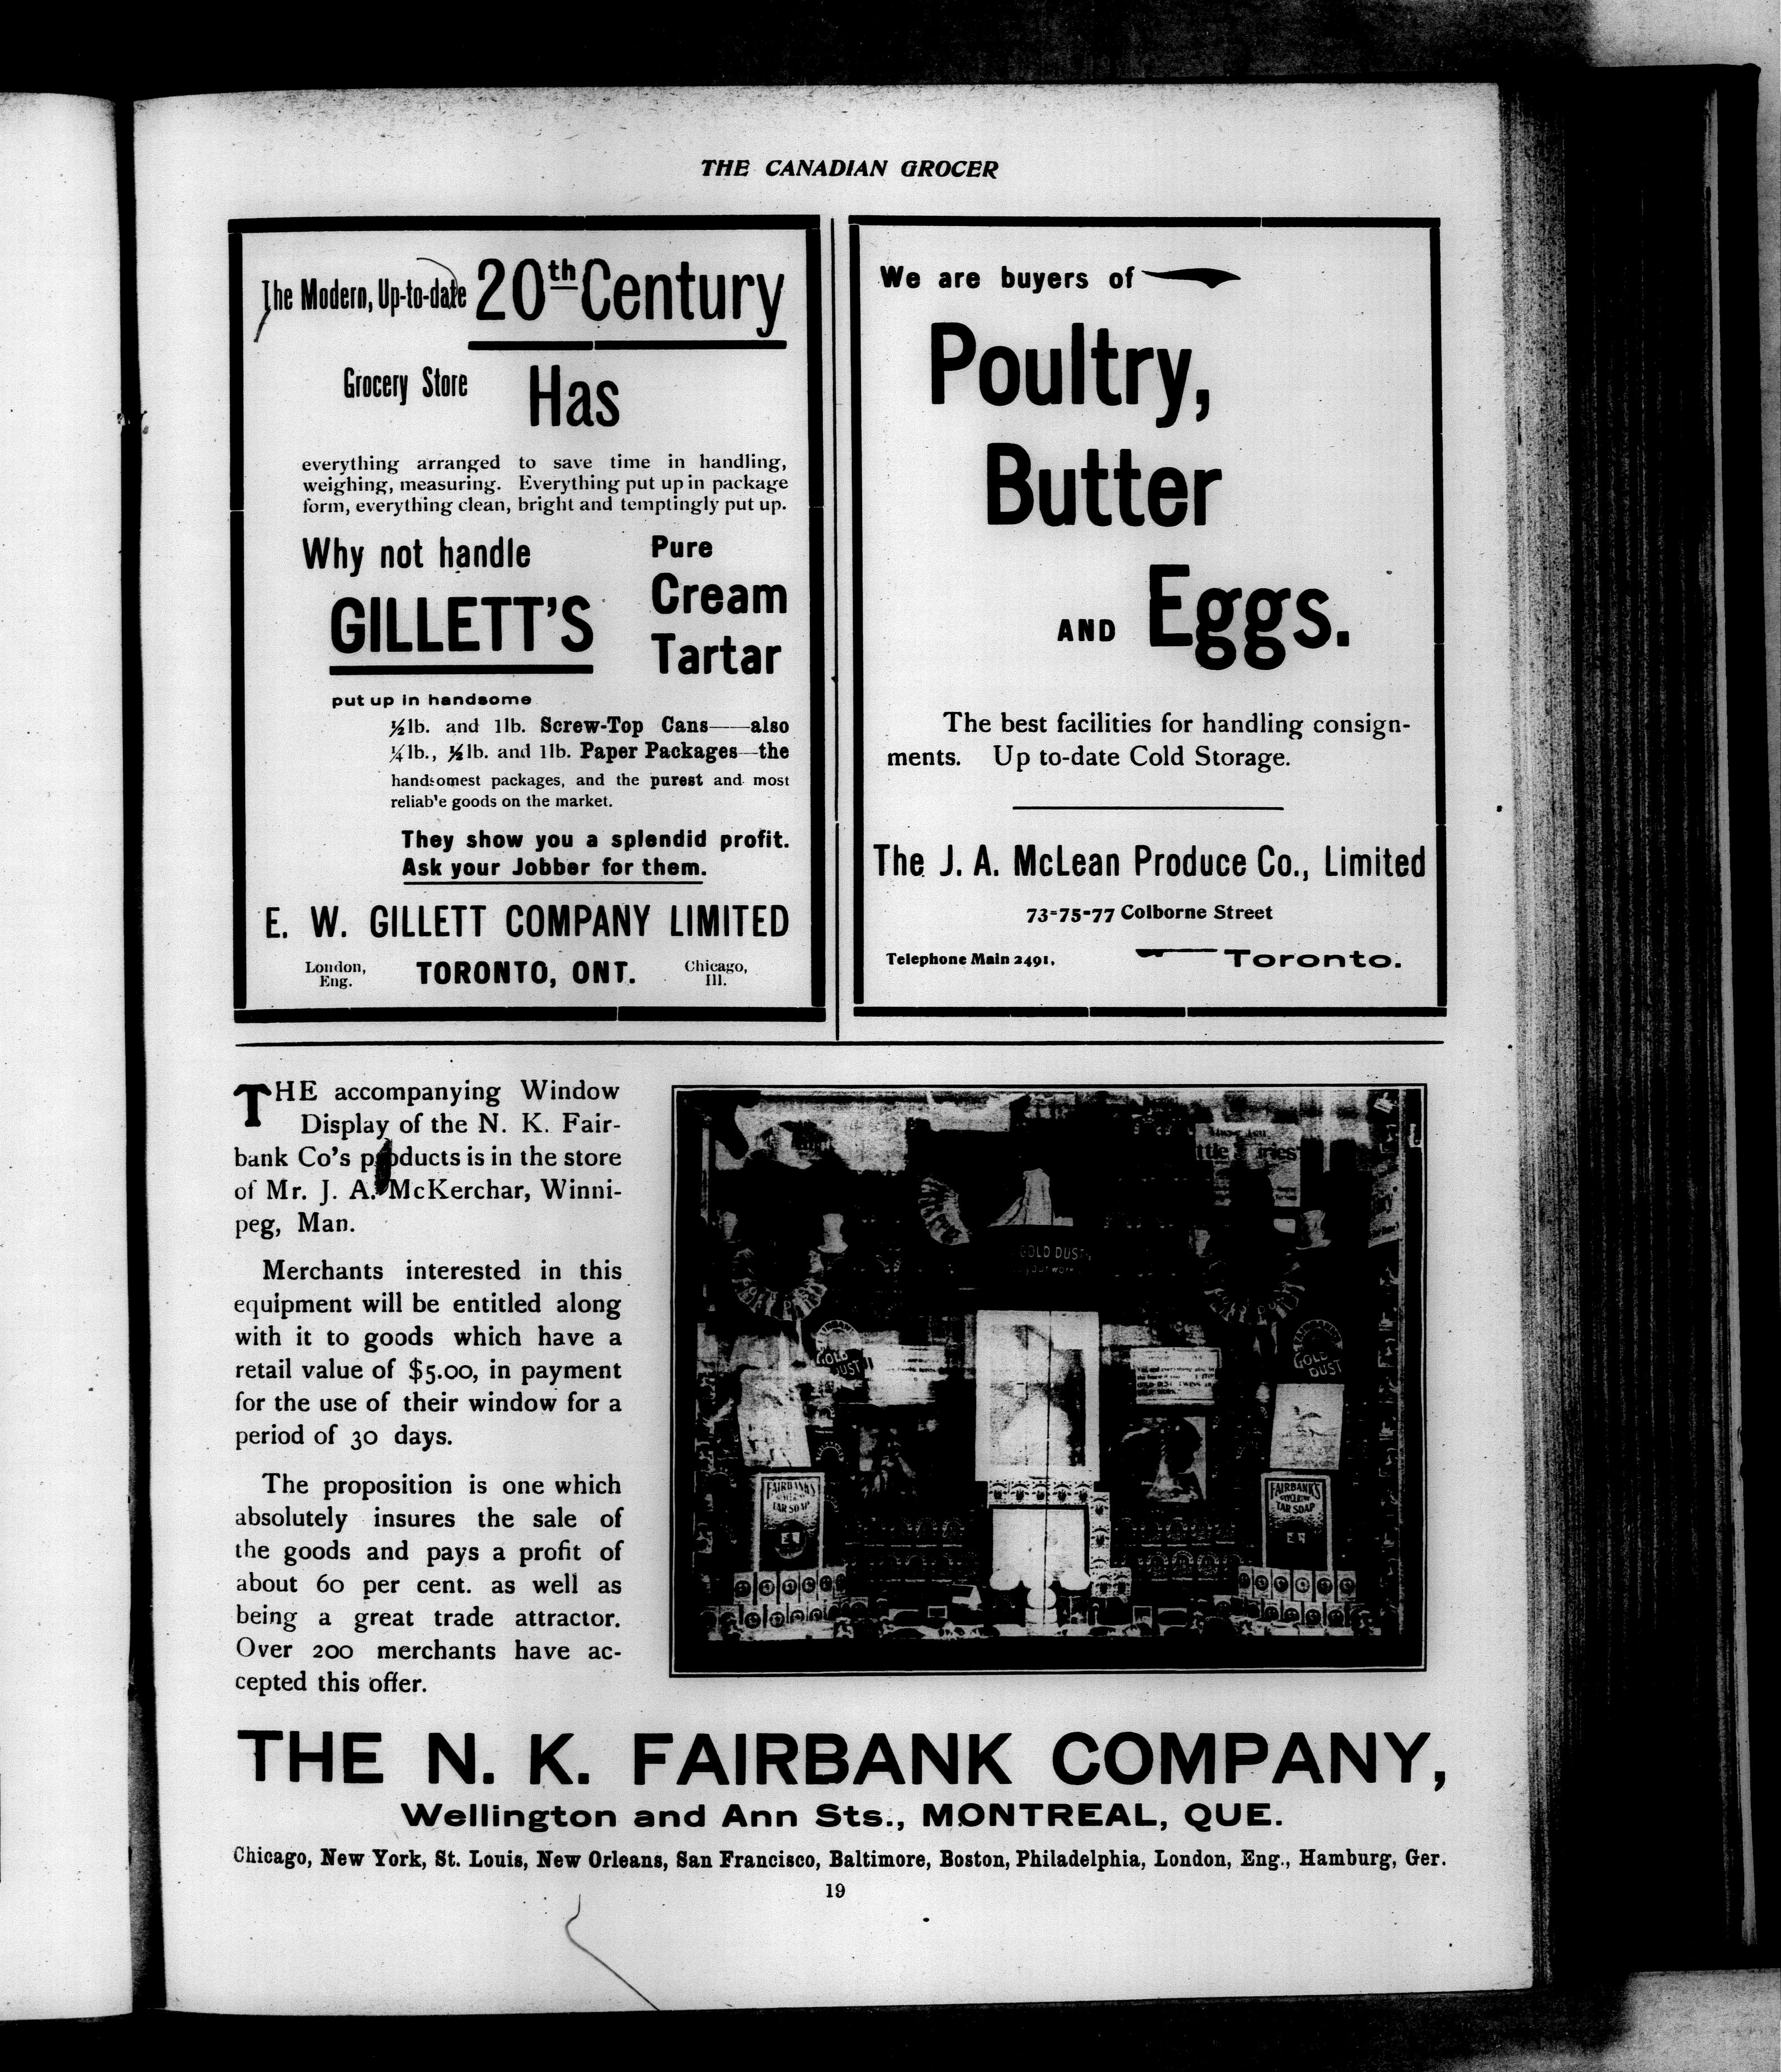 THE CANADIAN GROCER
The Modern, Up-to-date 20th Century
Grocery Store Has
everything arranged to save time in handling,
weighing, measuring. Everything put up in package
form, everything clean, bright and temptingly put up.
Why not handle
GILLETT'S
Pure
Cream
Tartar
put up in handsome
½lb. and 1lb. Screw-Top Cans——also
¼lb., ½lb. and 1lb. Paper Packages—the
handsomest packages, and the purest and most
reliab'e goods on the market.
They show you a splendid profit.
Ask your Jobber for them.
E. W. GILLETT COMPANY LIMITED
London,
Eng.
TORONTO, ONT.
Chicago,
Ill.
We are buyers of
Poultry,
Butter
AND Eggs.
The best facilities for handling consign-
ments. Up to-date Cold Storage.
The J. A. McLean Produce Co., Limited
73-75-77 Colborne Street
Telephone Main 2491. Toronto.
THE accompanying Window
Display of the N. K. Fair-
bank Co's products is in the store
of Mr. J. A. McKerchar, Winni-
peg, Man.
Merchants interested in this
equipment will be entitled along
with it to goods which have a
retail value of $5.00, in payment
for the use of their window for a
period of 30 days.
The proposition is one which
absolutely insures the sale of
the goods and pays a profit of
about 60 per cent. as well as
being a great trade attractor.
Over 200 merchants have ac-
cepted this offer.
GOLD DUST
your work
GOLD
DUST
GOLD
DUST
FAIRBANK'S
TAR SOAP
FAIRBANK'S
TAR SOAP
THE N. K. FAIRBANK COMPANY,
Wellington and Ann Sts., MONTREAL, QUE.
Chicago, New York, St. Louis, New Orleans, San Francisco, Baltimore, Boston, Philadelphia, London, Eng., Hamburg, Ger.
19